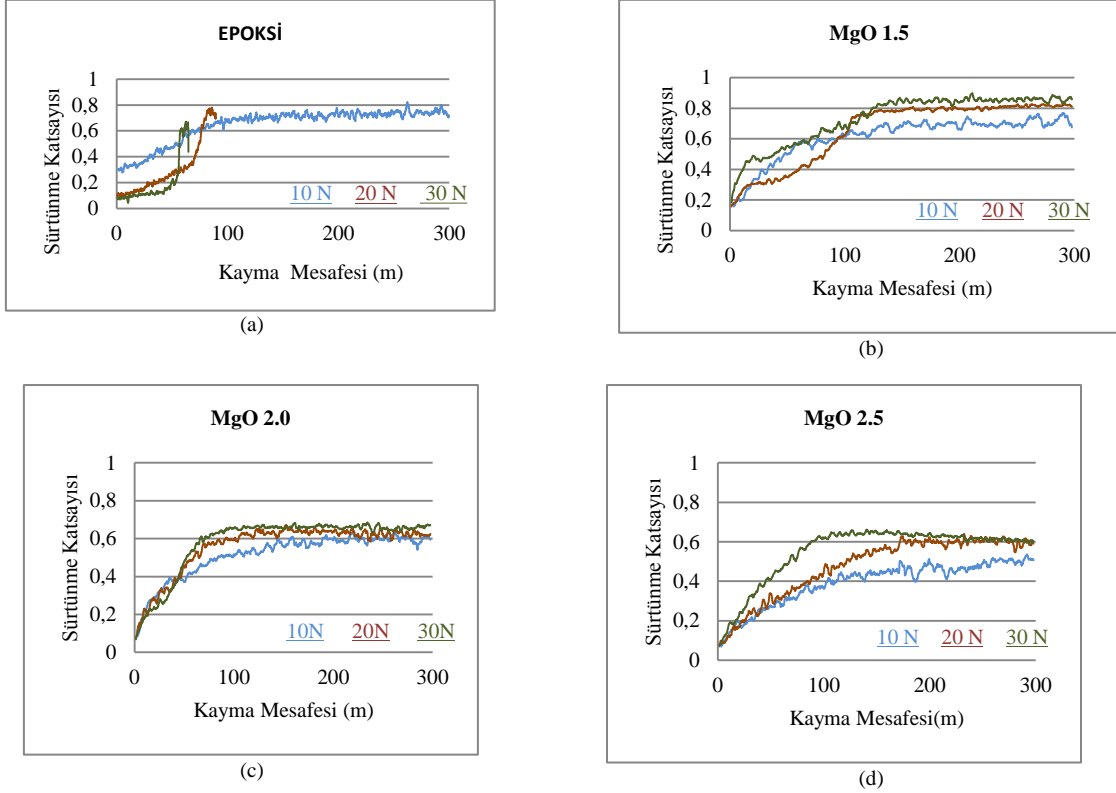 EPOKSİ
Sürtünme Katsayısı
1
0,8
0,6
0,4
0,2
0
10 N 20 N 30 N
0 100 200 300
Kayma Mesafesi (m)
(a)
MgO 1.5
Sürtünme Katsayısı
1
0,8
0,6
0,4
0,2
0
10 N 20 N 30 N
0 100 200 300
Kayma Mesafesi (m)
(b)
MgO 2.0
Sürtünme Katsayısı
1
0,8
0,6
0,4
0,2
0
10N 20N 30N
0 100 200 300
Kayma Mesafesi (m)
(c)
MgO 2.5
Sürtünme Katsayısı
1
0,8
0,6
0,4
0,2
0
10 N 20 N 30 N
0 100 200 300
Kayma Mesafesi(m)
(d)